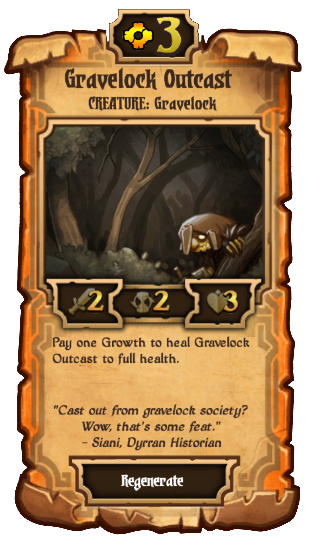 3
Gravelock Outcast
CREATURE: Gravelock
2 2 3
Pay one Growth to heal Gravelock
Outcast to full health.
"Cast out from gravelock society?
Wow, that's some feat."
- Siani, Dyrran Historian
Regenerate